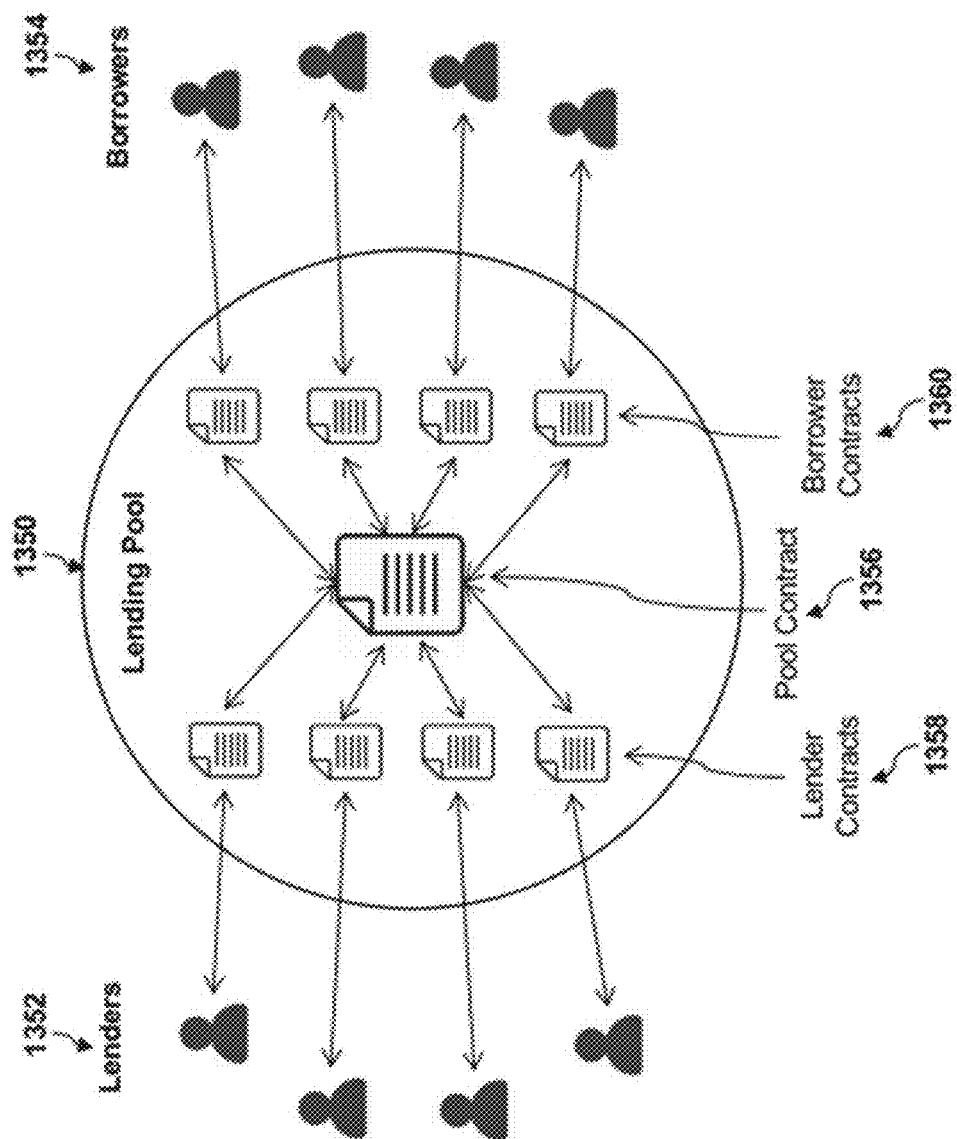 1352
Lenders
1350
Lending Pool
1354
Borrowers
Lender
Contracts
1358
Pool Contract
1356
Borrower
Contracts
1360